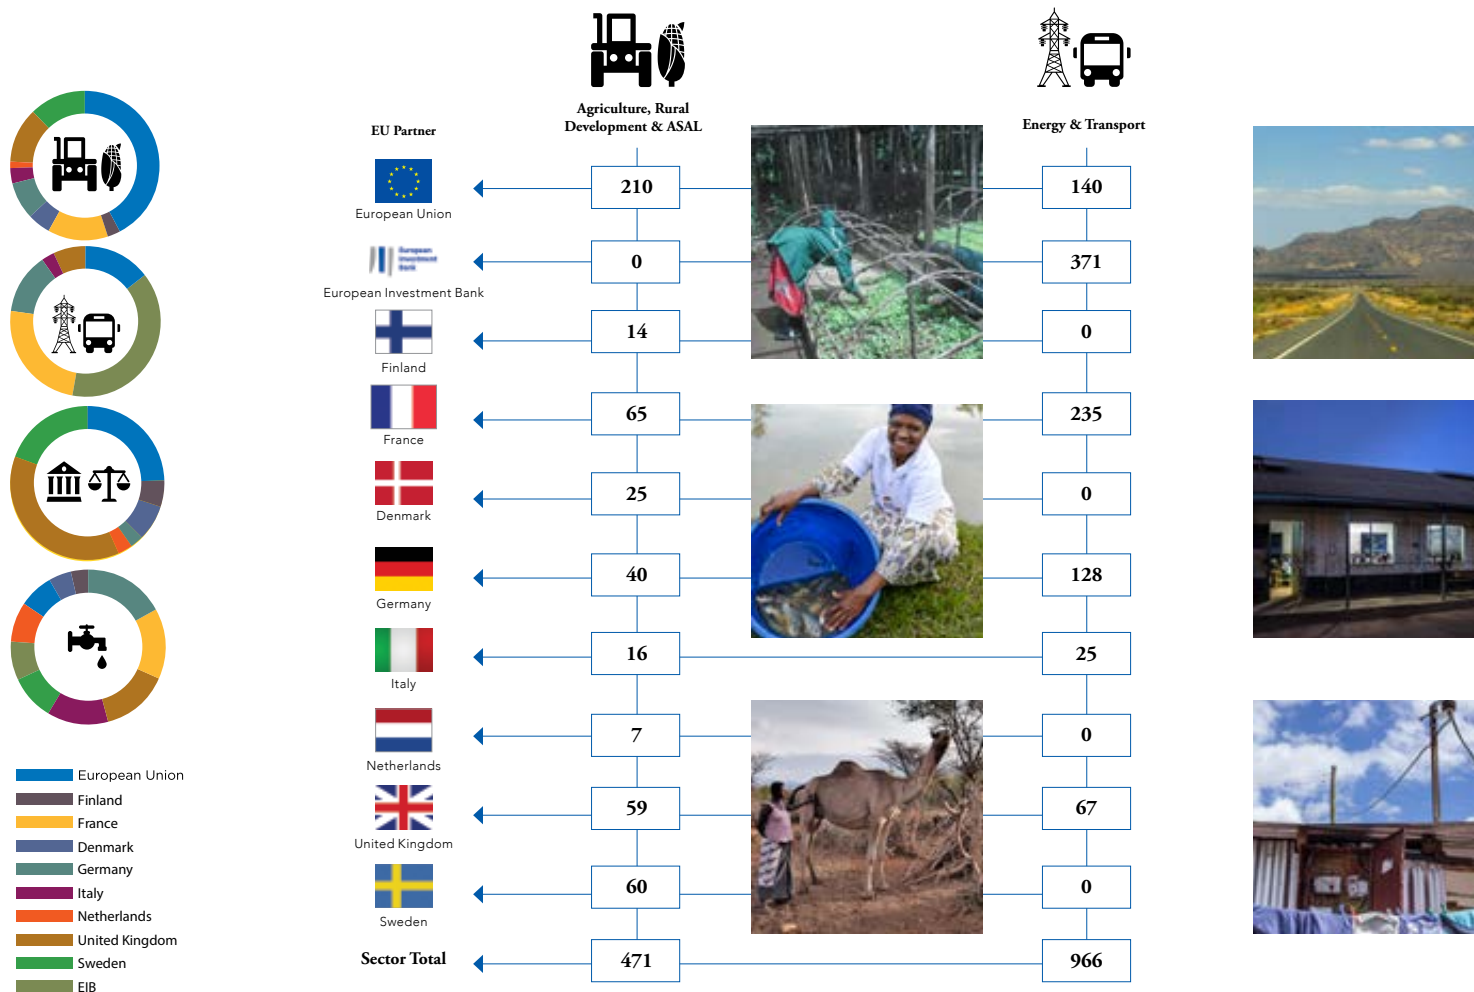 Agriculture, Rural
Development & ASAL
Energy & Transport
EU Partner
210
140
European Union
European
Investment
Bank
0
371
European Investment Bank
14
0
Finland
65
235
France
25
0
Denmark
40
128
Germany
16
25
Italy
7
0
Netherlands
59
67
United Kingdom
60
0
Sweden
Sector Total
471
966
European Union
Finland
France
Denmark
Germany
Italy
Netherlands
United Kingdom
Sweden
EIB